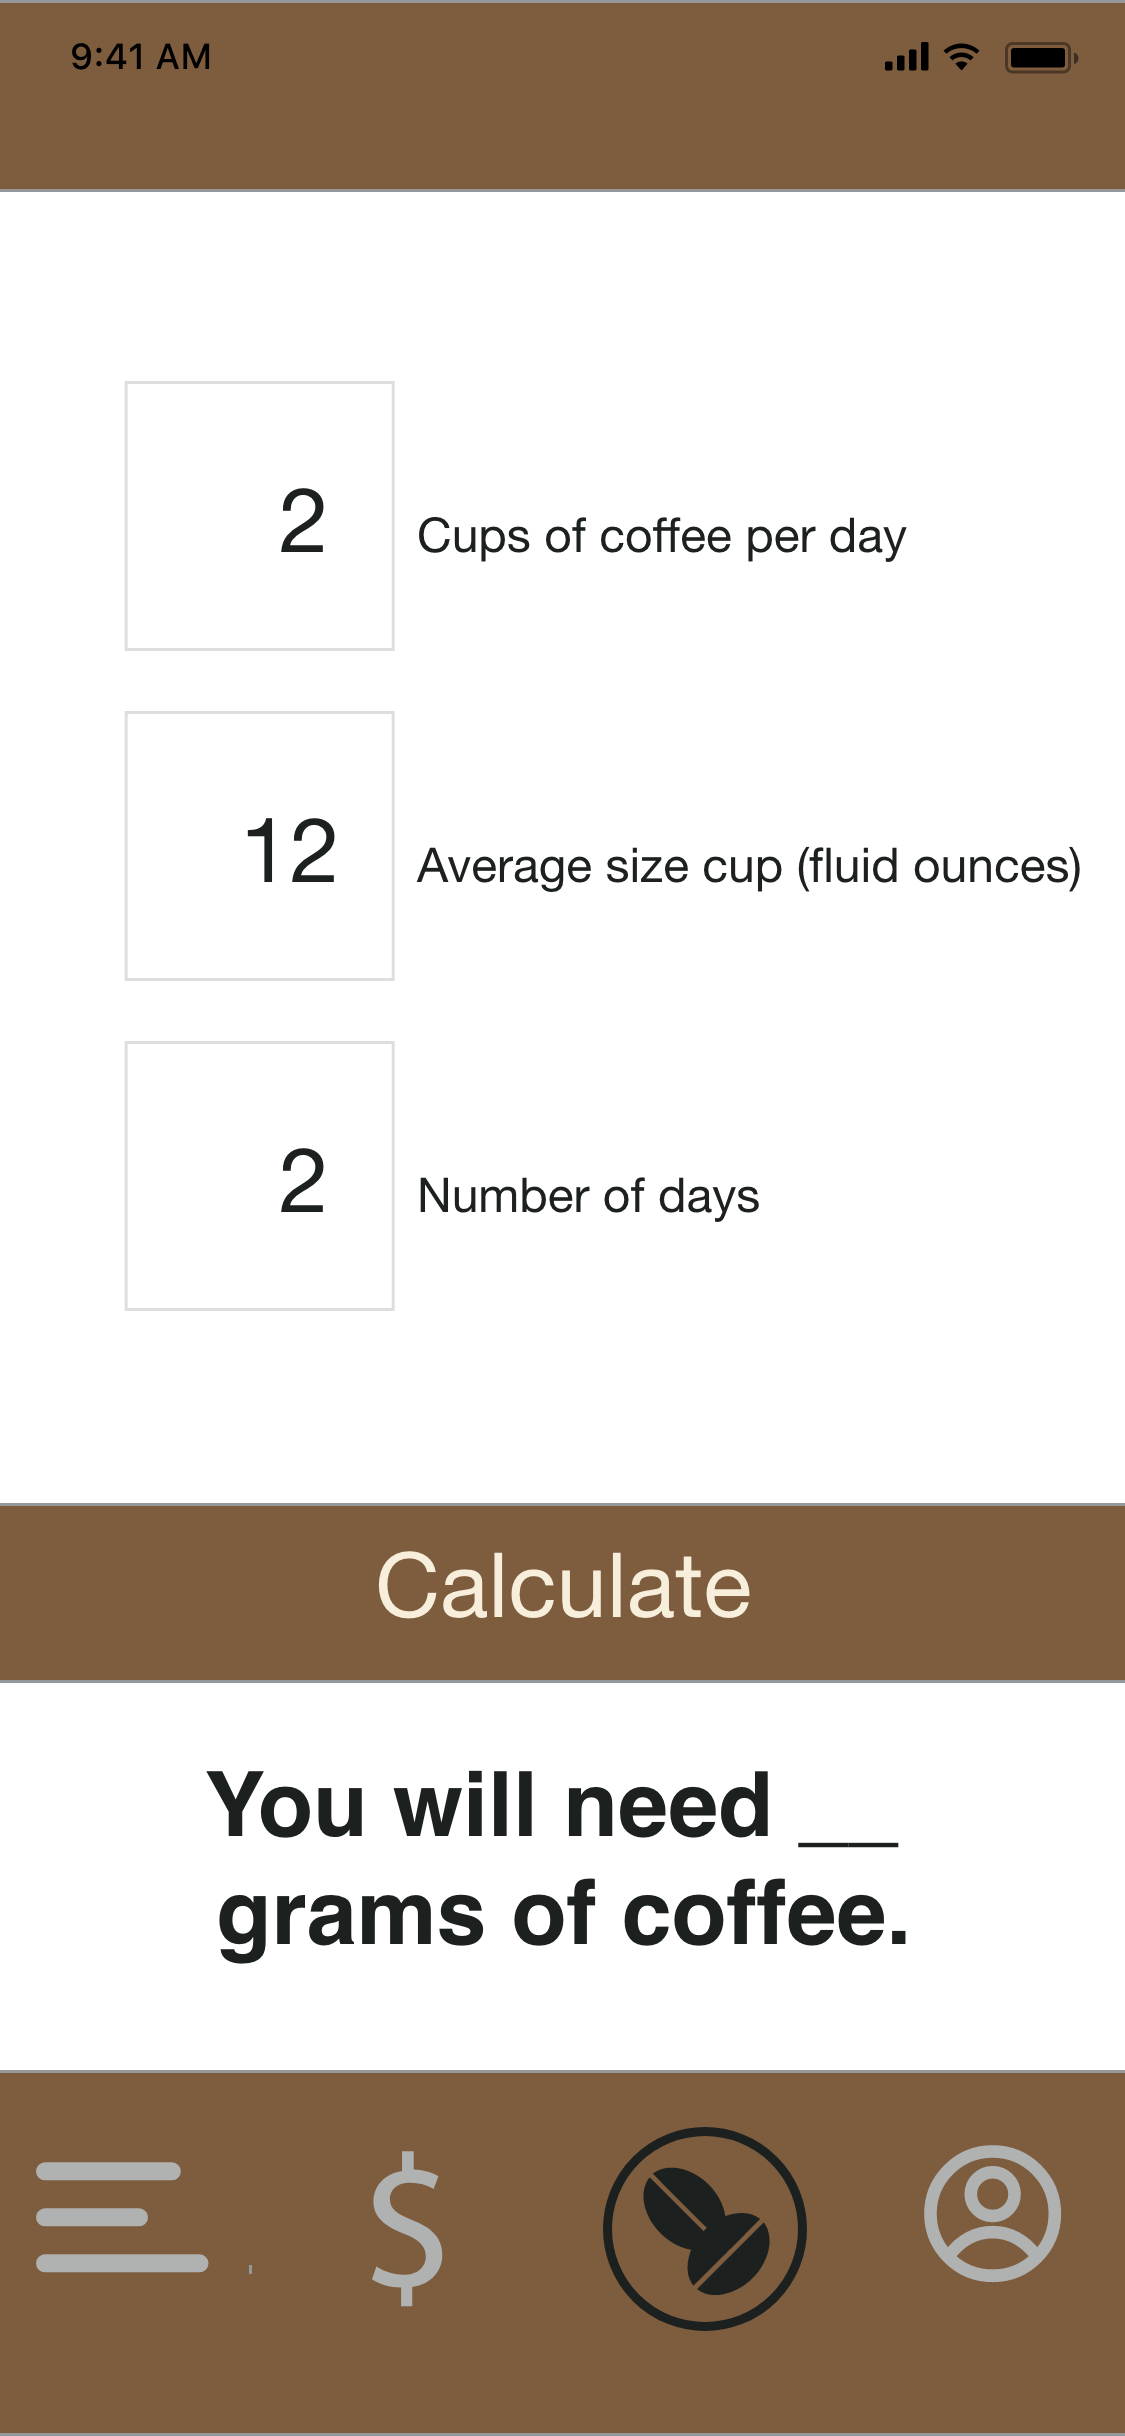 9:41 AM
2
Cups of coffee per day
12
Average size cup (fluid ounces)
2
Number of days
Calculate
You will need __
grams of coffee.
$